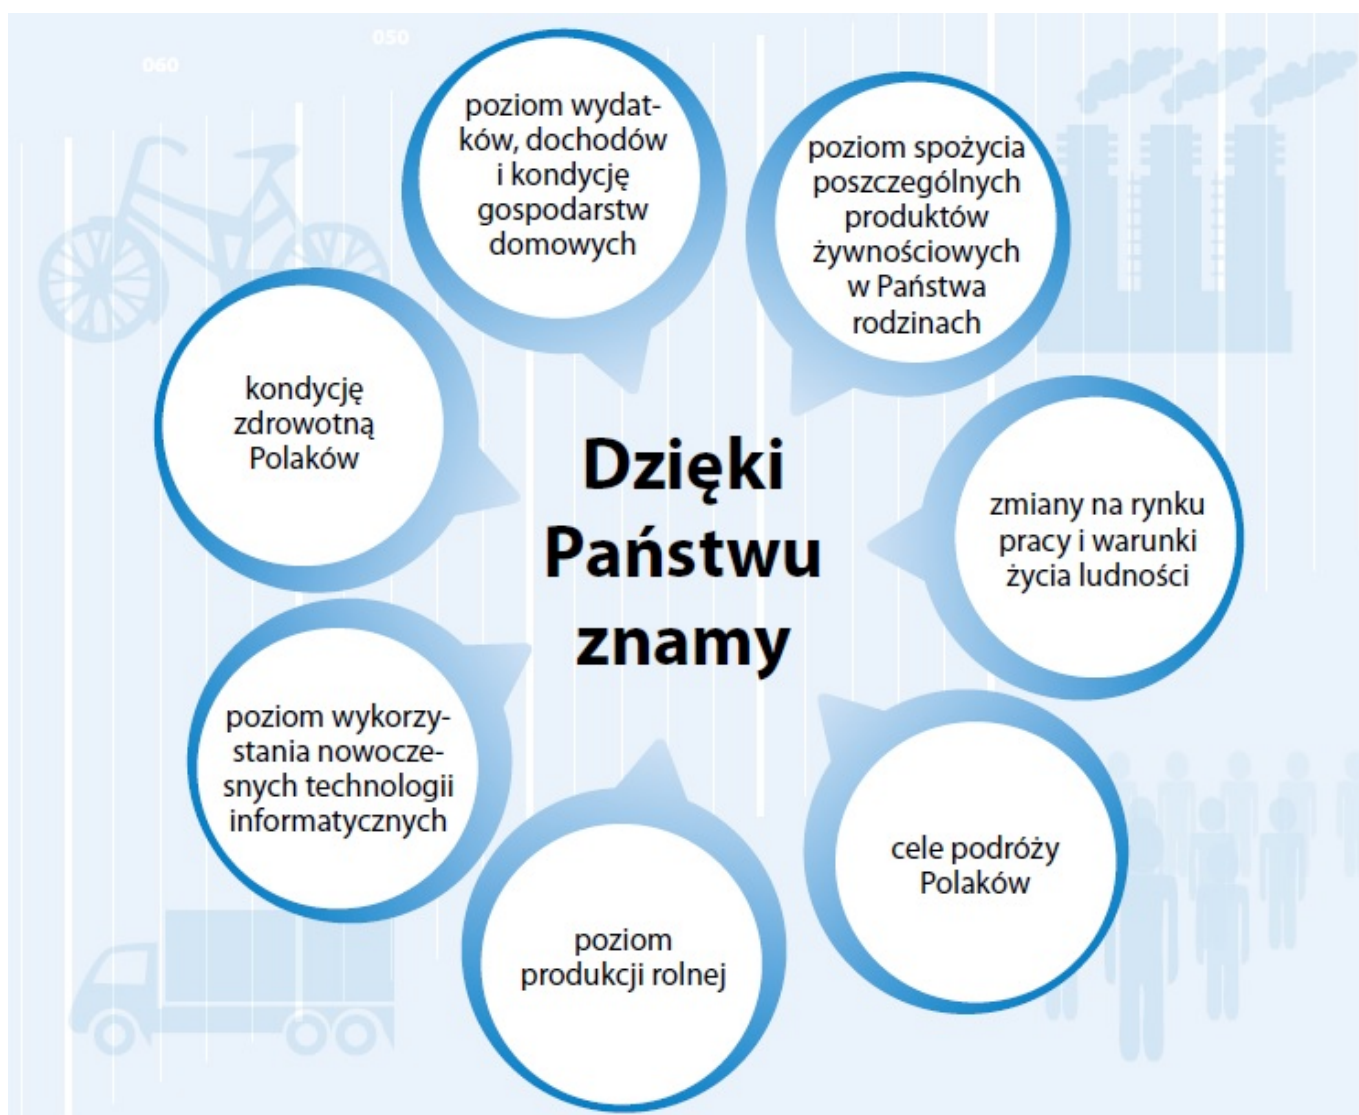 060
050
poziom wydat-
ków, dochodów
i kondycję
gospodarstw
domowych
poziom spożycia
poszczególnych
produktów
żywnościowych
w Państwa
rodzinach
kondycję
zdrowotną
Polaków
Dzięki
Państwu
znamy
zmiany na rynku
pracy i warunki
życia ludności
poziom wykorzy-
stania nowocze-
snych technologii
informatycznych
cele podróży
Polaków
poziom
produkcji rolnej